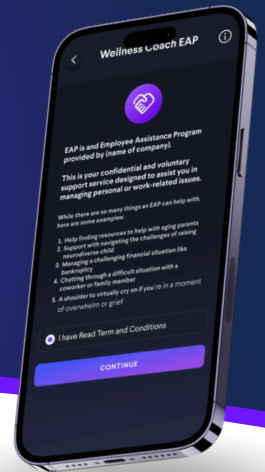 Wellness Coach EAP
EAP is and Employee Assistance Program
provided by (name of company).
This is your confidential and voluntary
support service designed to assist you in
managing personal or work-related issues.
While there are so many things an EAP can help with,
here are some examples:
1. Help finding resources to help with aging parents
2. Support with navigating the challenges of raising
neurodiverse child
3. Managing a challenging financial situation like
bankruptcy
4. Chatting through a difficult situation with a
coworker or family member
5. A shoulder to virtually cry on if you're in a moment
of overwhelm or grief
I have Read Term and Conditions
CONTINUE